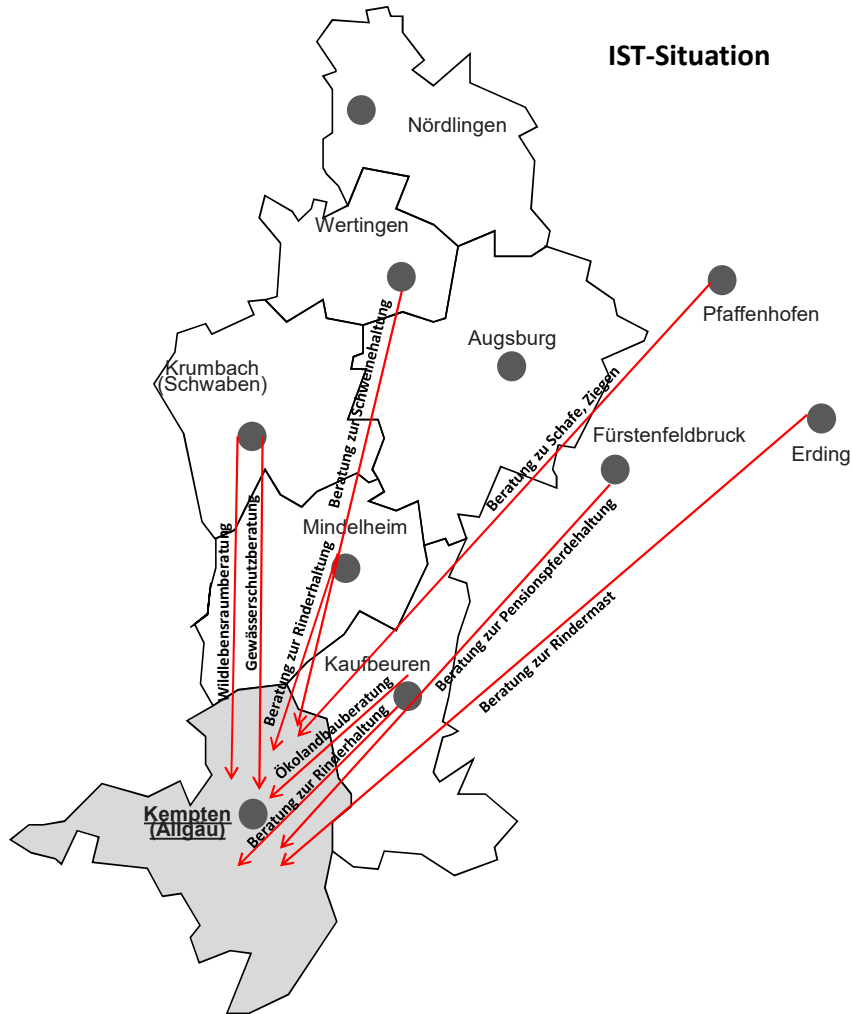 IST-Situation
Nördlingen
Wertingen
Pfaffenhofen
Augsburg
Krumbach
(Schwaben)
Beratung zur Schweinehaltung
Beratung zu Schafe, Ziegen
Fürstenfeldbruck
Erding
Mindelheim
Wildlebensraumberatung
Gewässerschutzberatung
Beratung zur Rinderhaltung
Beratung zur Pensionspferdehaltung
Beratung zur Rindermast
Kaufbeuren
Ökolandbauberatung
Beratung zur Rinderhaltung
Kempten
(Allgäu)